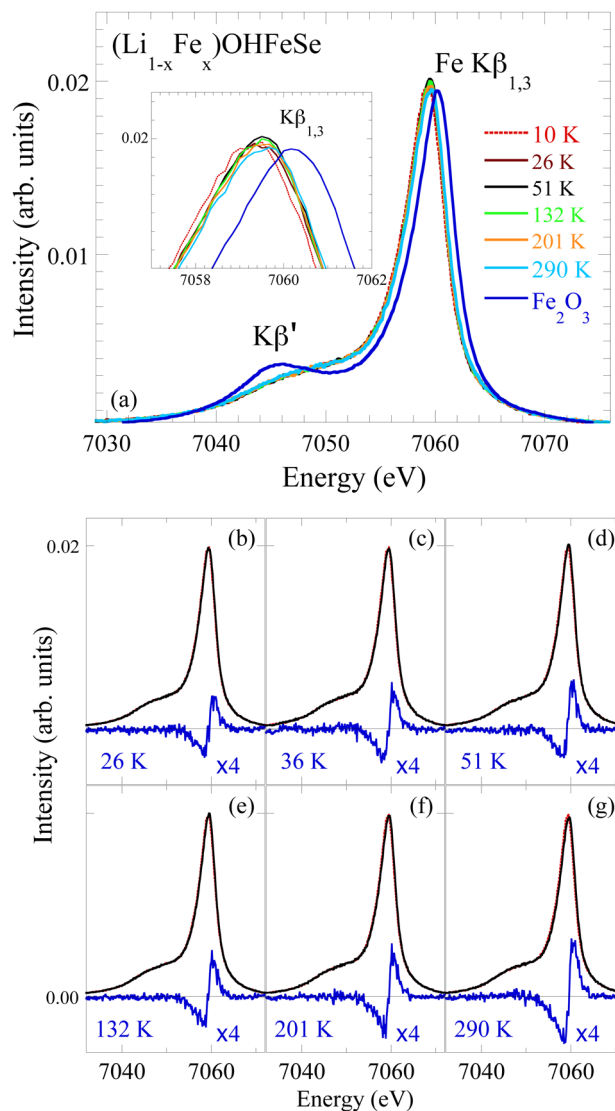 (Li₁₋ₓFeₓ)OHFeSe
Fe Kβ₁,₃
Kβ₁,₃
0.02
0.02
7058 7060 7062
10 K
26 K
51 K
132 K
201 K
290 K
Fe₂O₃
0.01
Kβ'
(a)
Intensity (arb. units)
7030 7040 7050 7060 7070
Energy (eV)
(b) (c) (d)
0.02
26 K x4 36 K x4 51 K x4
(e) (f) (g)
Intensity (arb. units)
0.00
132 K x4 201 K x4 290 K x4
7040 7060 7040 7060 7040 7060
Energy (eV)